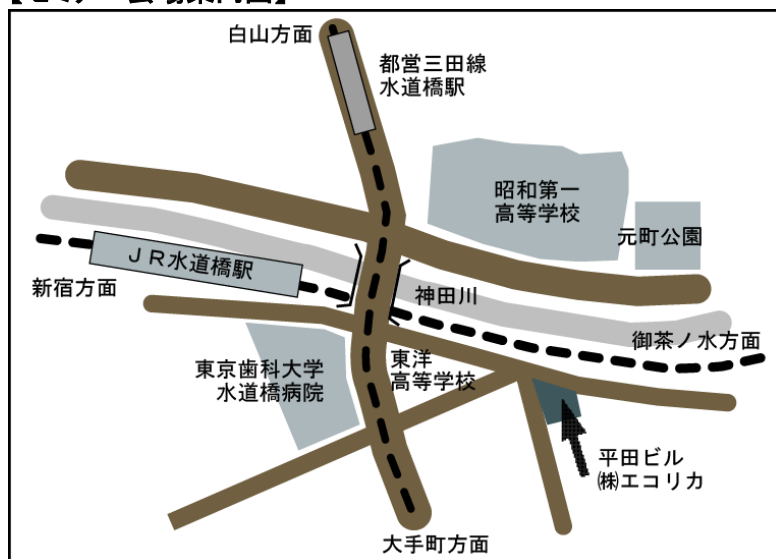 【セミナー会場案内図】
白山方面
都営三田線
水道橋駅
昭和第一
高等学校
元町公園
JR水道橋駅
新宿方面
神田川
御茶ノ水方面
東京歯科大学
水道橋病院
東洋
高等学校
平田ビル
㈱エコリカ
大手町方面